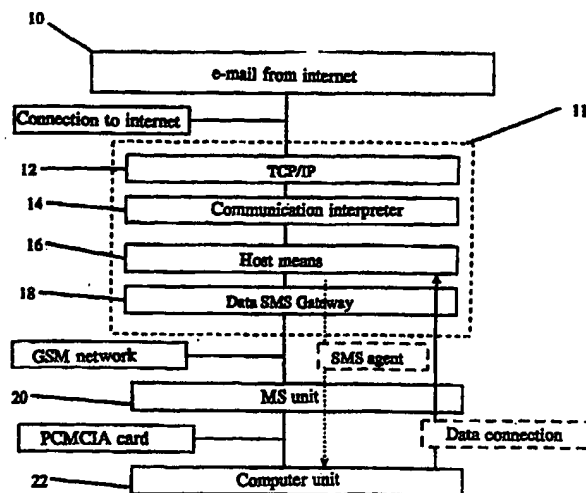 10
e-mail from internet
Connection to internet
11
12
TCP/IP
14
Communication interpreter
16
Host means
18
Data SMS Gateway
GSM network
SMS agent
20
MS unit
PCMCIA card
Data connection
22
Computer unit